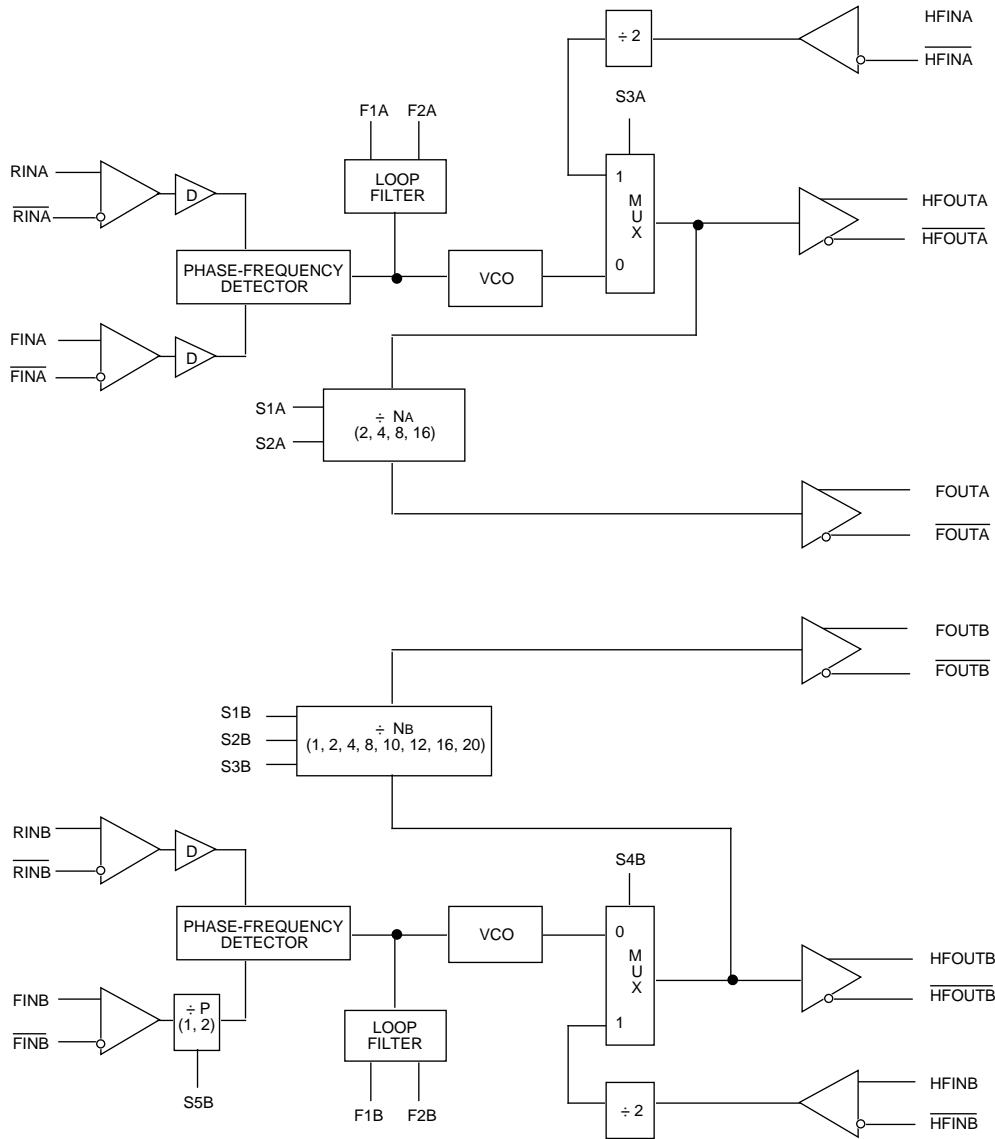 HFINA
÷ 2
HFINA
S3A
F1A F2A
RINA
LOOP
FILTER
1
D
M
U
X
HFOUTA
RINA
HFOUTA
PHASE-FREQUENCY
DETECTOR
VCO
0
FINA
D
FINA
S1A
÷ NA
(2, 4, 8, 16)
S2A
FOUTA
FOUTA
FOUTB
FOUTB
S1B
÷ NB
(1, 2, 4, 8, 10, 12, 16, 20)
S2B
S3B
RINB
D
S4B
RINB
PHASE-FREQUENCY
DETECTOR
VCO
0
M
U
X
HFOUTB
FINB
÷ P
(1, 2)
HFOUTB
LOOP
FILTER
1
FINB
HFINB
S5B
F1B F2B
÷ 2
HFINB